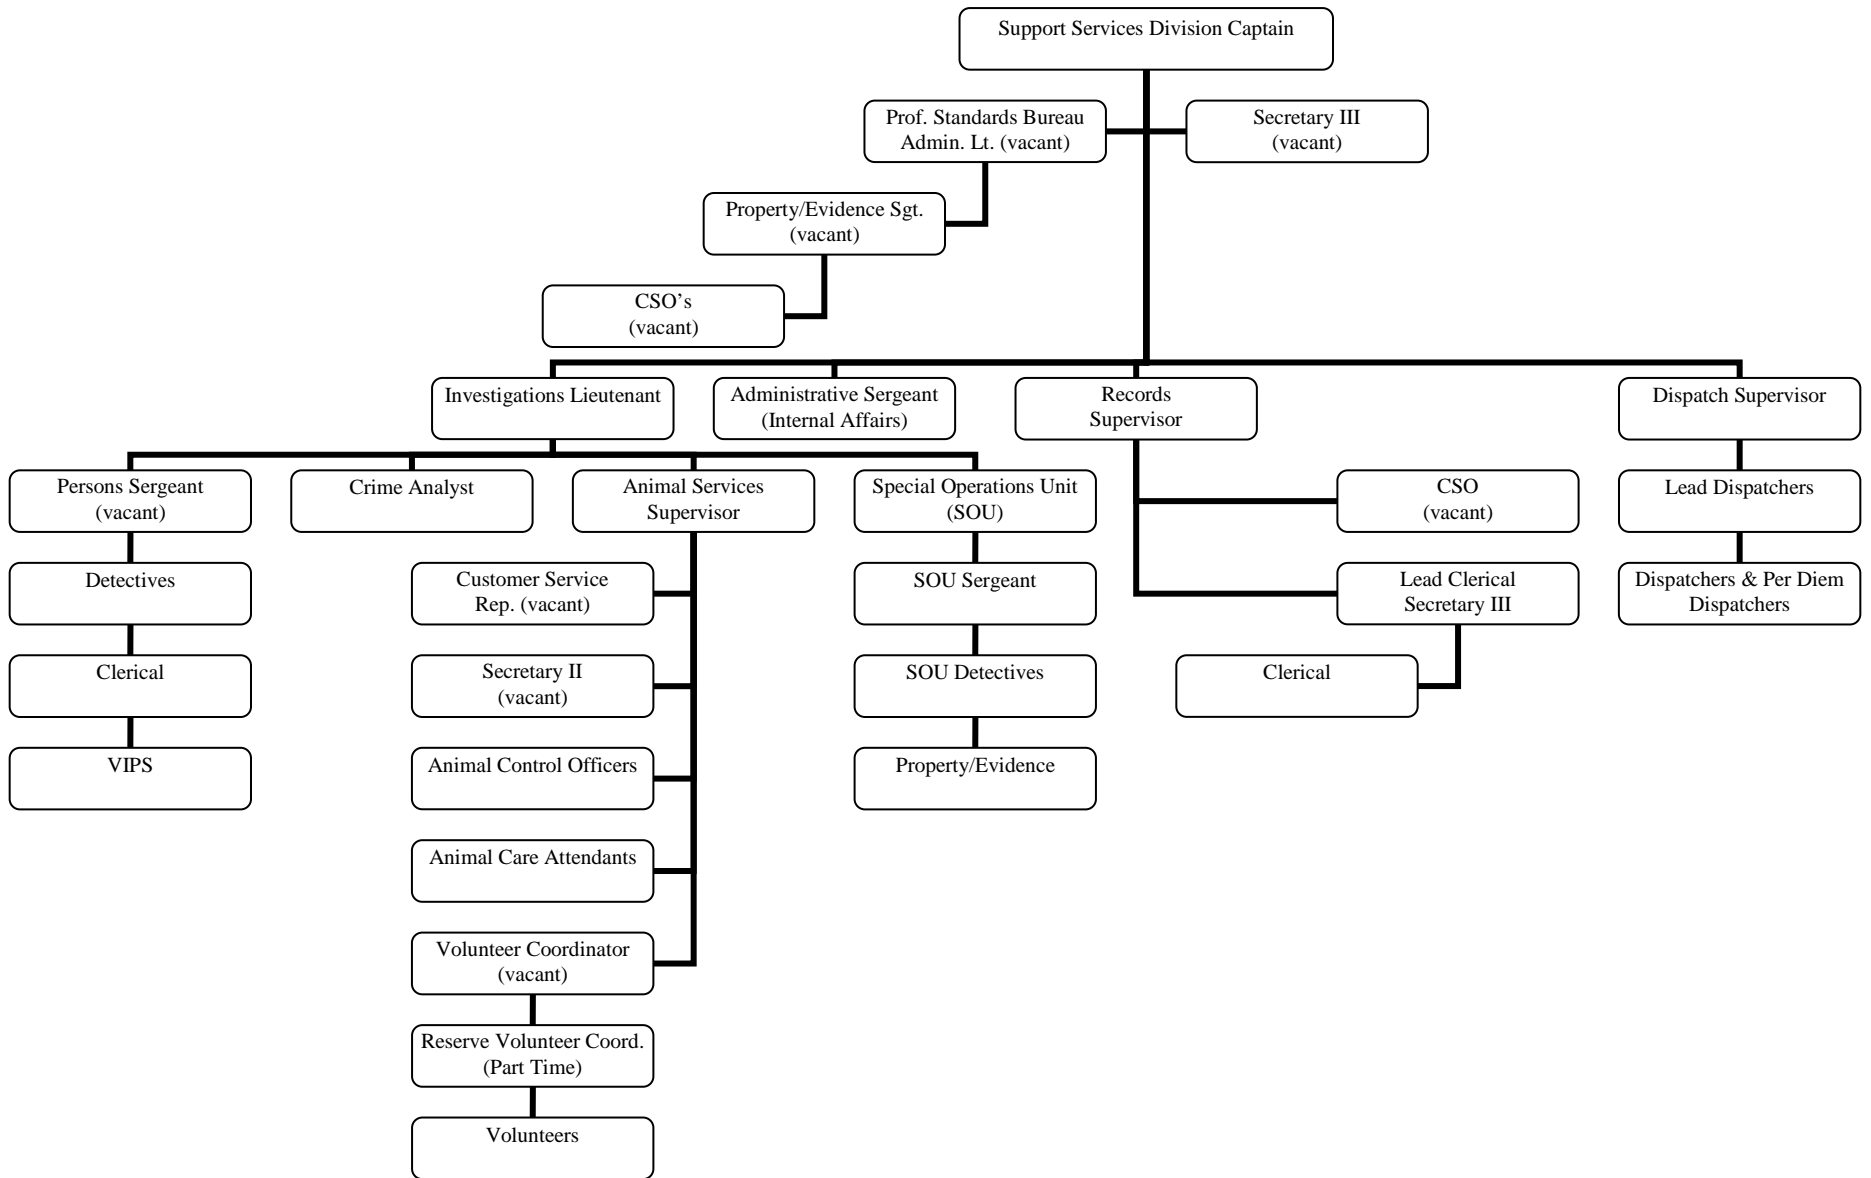 Support Services Division Captain
Prof. Standards Bureau
Admin. Lt. (vacant)
Secretary III
(vacant)
Property/Evidence Sgt.
(vacant)
CSO’s
(vacant)
Investigations Lieutenant
Administrative Sergeant
(Internal Affairs)
Records
Supervisor
Dispatch Supervisor
Persons Sergeant
(vacant)
Crime Analyst
Animal Services
Supervisor
Special Operations Unit
(SOU)
CSO
(vacant)
Lead Dispatchers
Detectives
Customer Service
Rep. (vacant)
SOU Sergeant
Lead Clerical
Secretary III
Dispatchers & Per Diem
Dispatchers
Clerical
Secretary II
(vacant)
SOU Detectives
Clerical
VIPS
Animal Control Officers
Property/Evidence
Animal Care Attendants
Volunteer Coordinator
(vacant)
Reserve Volunteer Coord.
(Part Time)
Volunteers